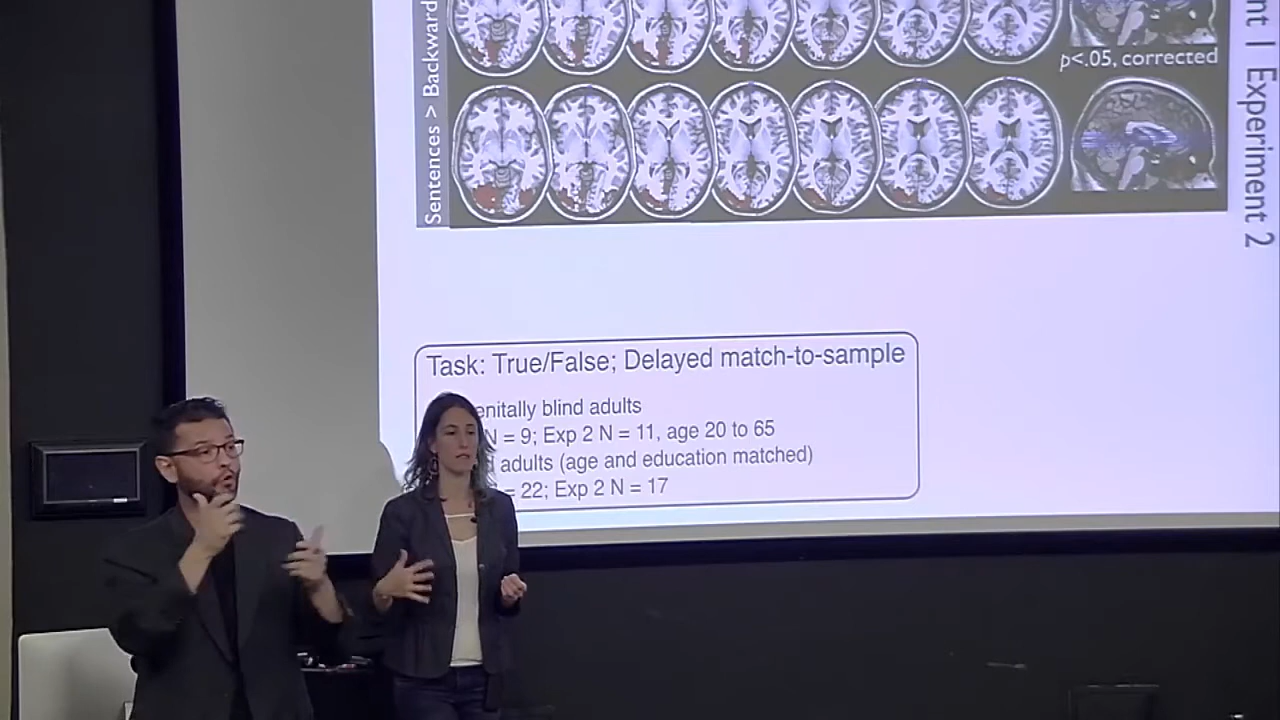 Sentences > Backward
p<.05, corrected
nt | Experiment 2
Task: True/False; Delayed match-to-sample
enitally blind adults
N = 9; Exp 2 N = 11, age 20 to 65
d adults (age and education matched)
= 22; Exp 2 N = 17